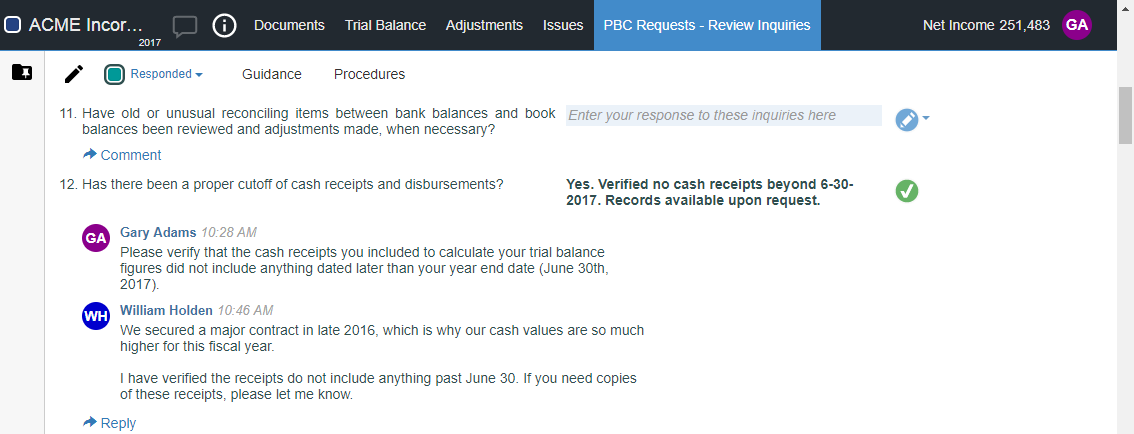 ACME Incor... 2017 Documents Trial Balance Adjustments Issues PBC Requests - Review Inquiries Net Income 251,483 GA
Responded Guidance Procedures
11. Have old or unusual reconciling items between bank balances and book
balances been reviewed and adjustments made, when necessary?
Enter your response to these inquiries here
Comment
12. Has there been a proper cutoff of cash receipts and disbursements?
Yes. Verified no cash receipts beyond 6-30-
2017. Records available upon request.
GA Gary Adams 10:28 AM
Please verify that the cash receipts you included to calculate your trial balance
figures did not include anything dated later than your year end date (June 30th,
2017).
WH William Holden 10:46 AM
We secured a major contract in late 2016, which is why our cash values are so much
higher for this fiscal year.
I have verified the receipts do not include anything past June 30. If you need copies
of these receipts, please let me know.
Reply